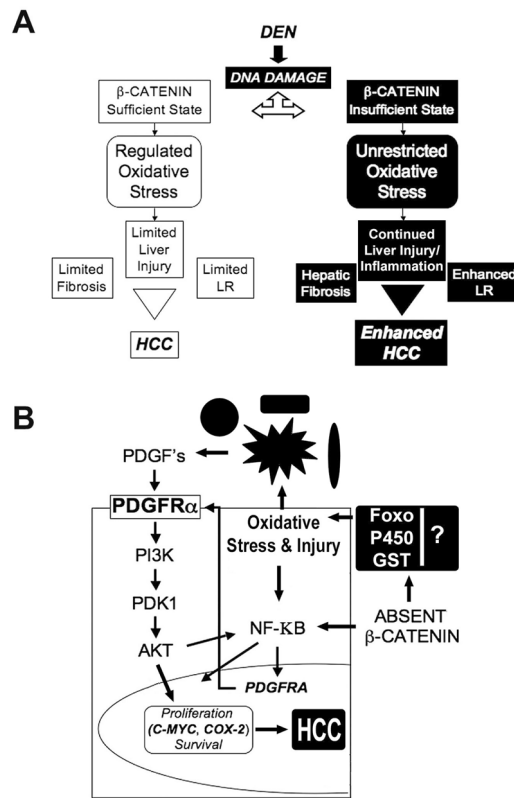 A
DEN
DNA DAMAGE
β-CATENIN
Sufficient State
Regulated
Oxidative
Stress
Limited
Liver
Injury
Limited
Fibrosis
Limited
LR
HCC
β-CATENIN
Insufficient State
Unrestricted
Oxidative
Stress
Continued
Liver Injury/
Inflammation
Hepatic
Fibrosis
Enhanced
LR
Enhanced
HCC
B
PDGF's
PDGFRα
PI3K
PDK1
AKT
Oxidative
Stress & Injury
NF-KB
PDGFRA
Foxo
P450
GST
?
ABSENT
β-CATENIN
Proliferation
(C-MYC, COX-2)
Survival
HCC